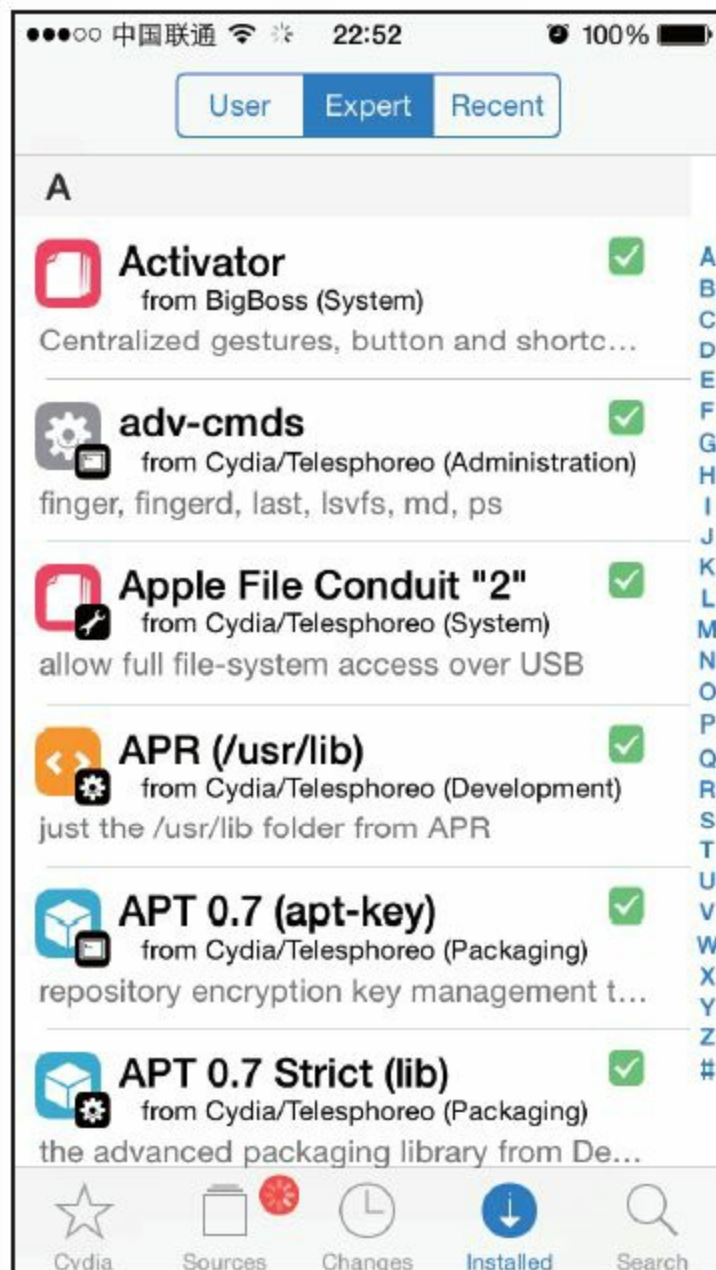 中国联通 22:52 100%
User Expert Recent
A
Activator
from BigBoss (System)
Centralized gestures, button and shortc...
adv-cmds
from Cydia/Telesphoreo (Administration)
finger, fingerd, last, lsvfs, md, ps
Apple File Conduit "2"
from Cydia/Telesphoreo (System)
allow full file-system access over USB
APR (/usr/lib)
from Cydia/Telesphoreo (Development)
just the /usr/lib folder from APR
APT 0.7 (apt-key)
from Cydia/Telesphoreo (Packaging)
repository encryption key management t...
APT 0.7 Strict (lib)
from Cydia/Telesphoreo (Packaging)
the advanced packaging library from De...
A
B
C
D
E
F
G
H
I
J
K
L
M
N
O
P
Q
R
S
T
U
V
W
X
Y
Z
#
Cydia Sources Changes Installed Search